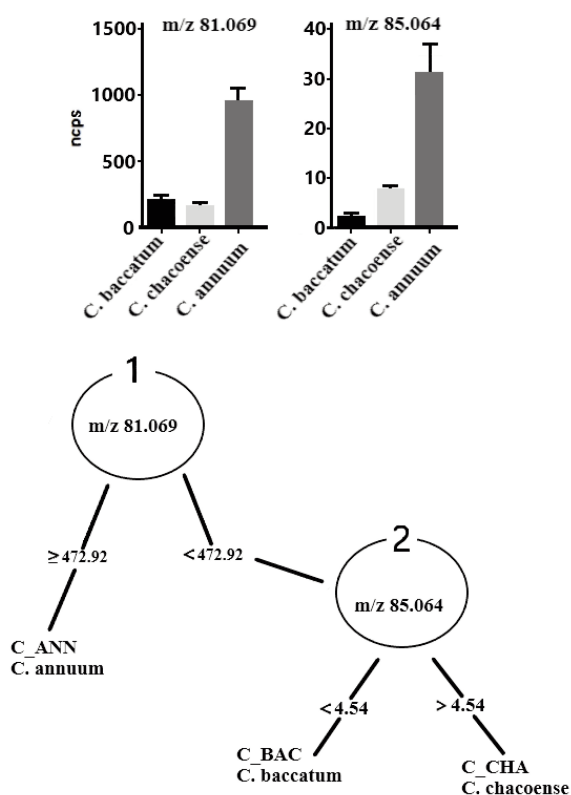 m/z 81.069
1500
1000
500
0
ncps
C. baccatum
C. chacoense
C. annuum
m/z 85.064
40
30
20
10
0
C. baccatum
C. chacoense
C. annuum
1
m/z 81.069
≥472.92
<472.92
2
m/z 85.064
C_ANN
C. annuum
<4.54
>4.54
C_BAC
C. baccatum
C_CHA
C. chacoense